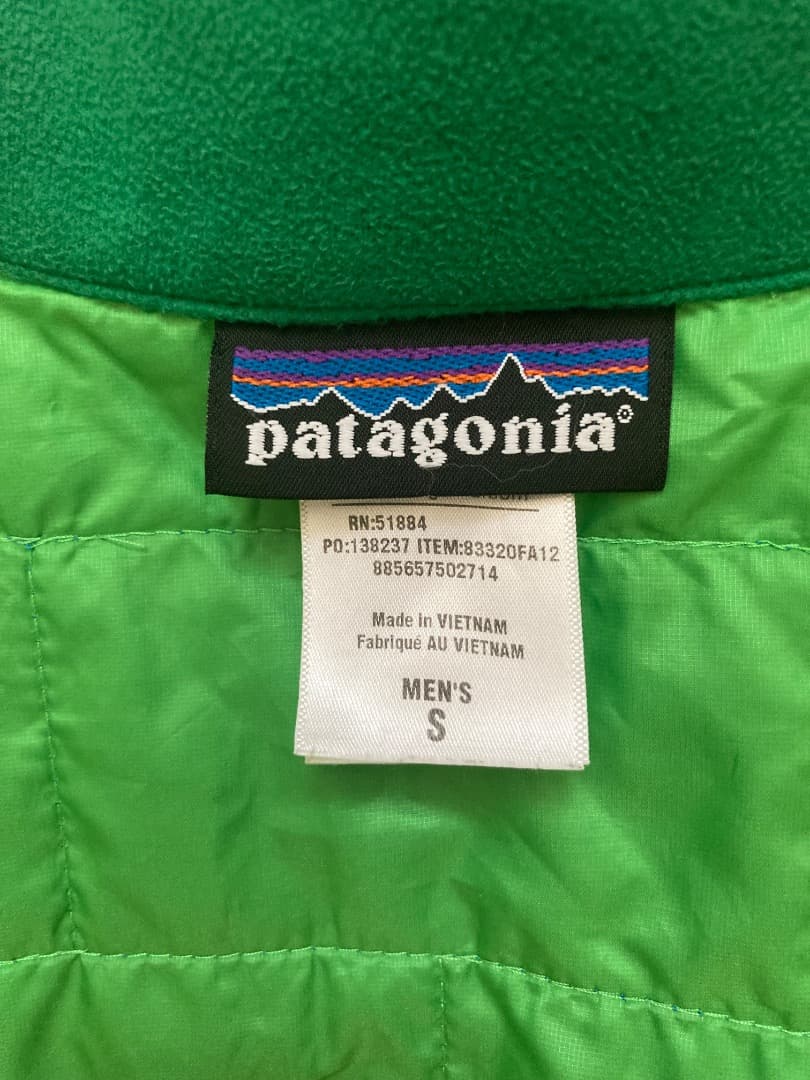 patagonia®
RN:51884
PO:138237 ITEM:83320FA12
885657502714
Made in VIETNAM
Fabriqué AU VIETNAM
MEN'S
S